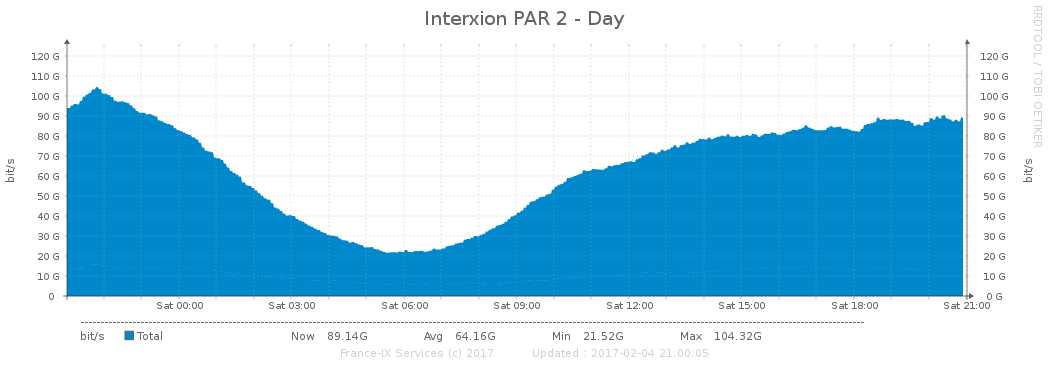 Interxion PAR 2 - Day
RRDTOOL / TOBI OETIKER
120 G 120 G
110 G 110 G
100 G 100 G
90 G 90 G
80 G 80 G
70 G 70 G
60 G 60 G
50 G 50 G
40 G 40 G
30 G 30 G
20 G 20 G
10 G 10 G
0 0 G
bit/s
bit/s
Sat 00:00 Sat 03:00 Sat 06:00 Sat 09:00 Sat 12:00 Sat 15:00 Sat 18:00 Sat 21:00
bit/s Total Now 89.14G Avg 64.16G Min 21.52G Max 104.32G
France-IX Services (c) 2017 Updated : 2017-02-04 21:00:05